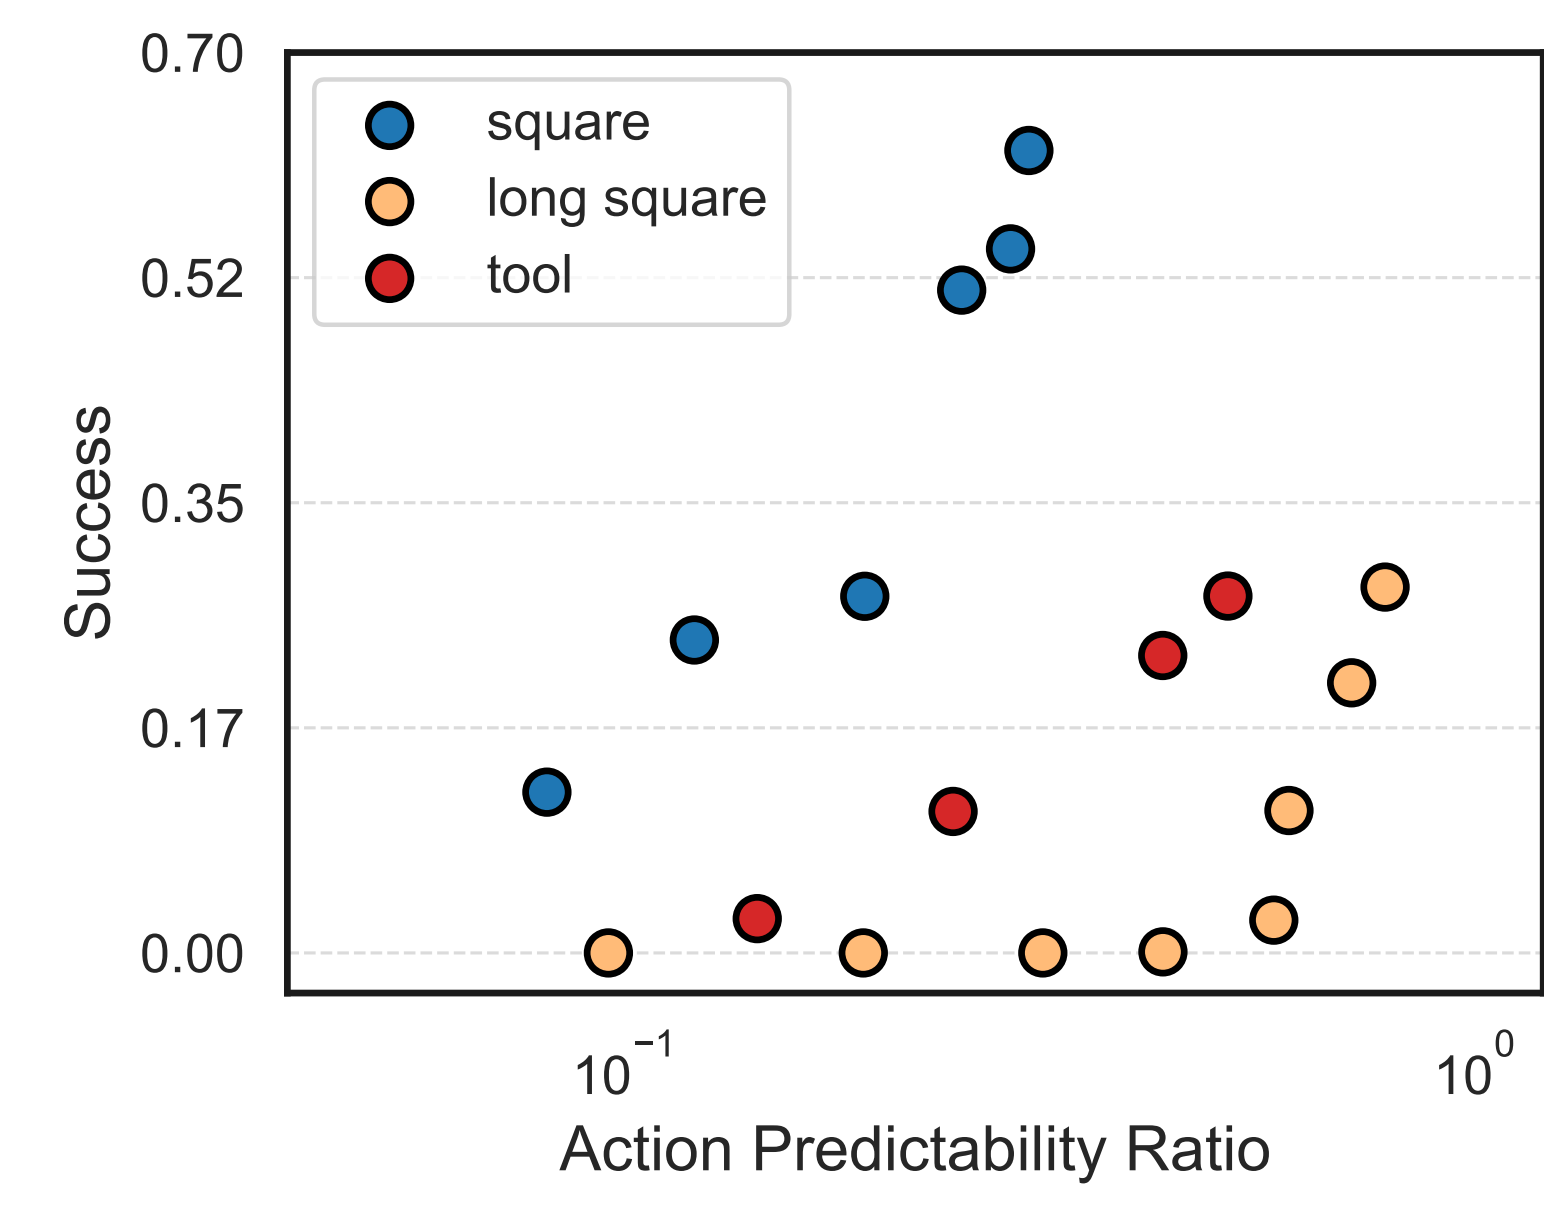 0.70
square
long square
tool
0.52
0.35
0.17
0.00
Success
10⁻¹
10⁰
Action Predictability Ratio